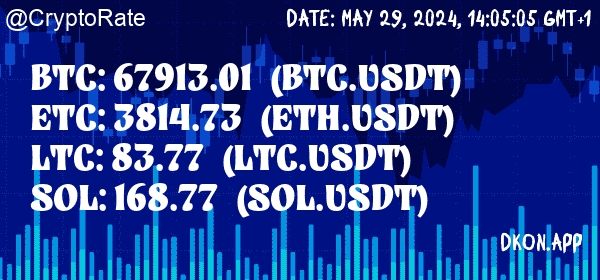 @CryptoRate
DATE: MAY 29, 2024, 14:05:05 GMT+1
BTC: 67913.01 (BTC.USDT)
ETC: 3814.73 (ETH.USDT)
LTC: 83.77 (LTC.USDT)
SOL: 168.77 (SOL.USDT)
DKON.APP